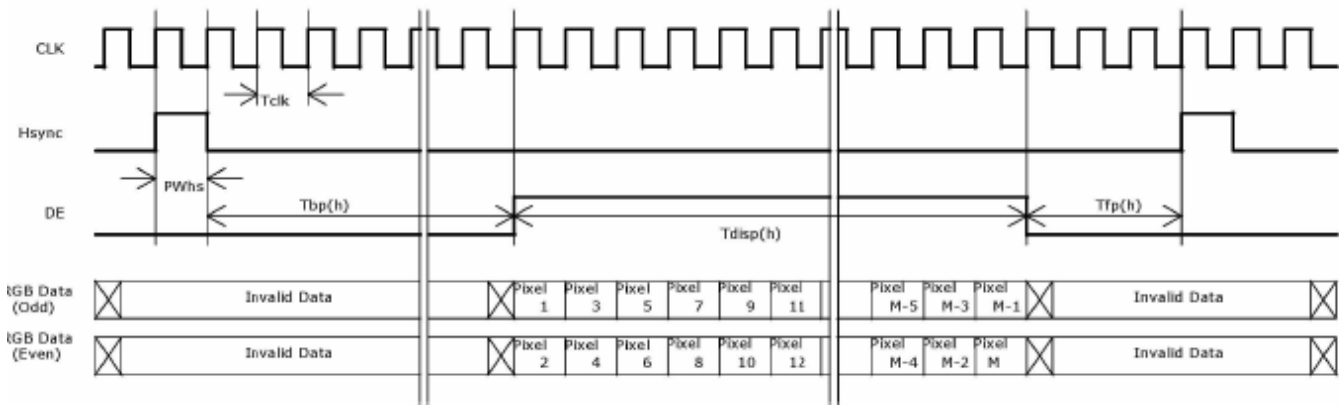 CLK
Tclk
Hsync
PWhs
DE
Tbp(h)
Tdisp(h)
Tfp(h)
RGB Data
(Odd)
Invalid Data
Pixel 1
Pixel 3
Pixel 5
Pixel 7
Pixel 9
Pixel 11
Pixel M-5
Pixel M-3
Pixel M-1
Invalid Data
RGB Data
(Even)
Invalid Data
Pixel 2
Pixel 4
Pixel 6
Pixel 8
Pixel 10
Pixel 12
Pixel M-4
Pixel M-2
Pixel M
Invalid Data